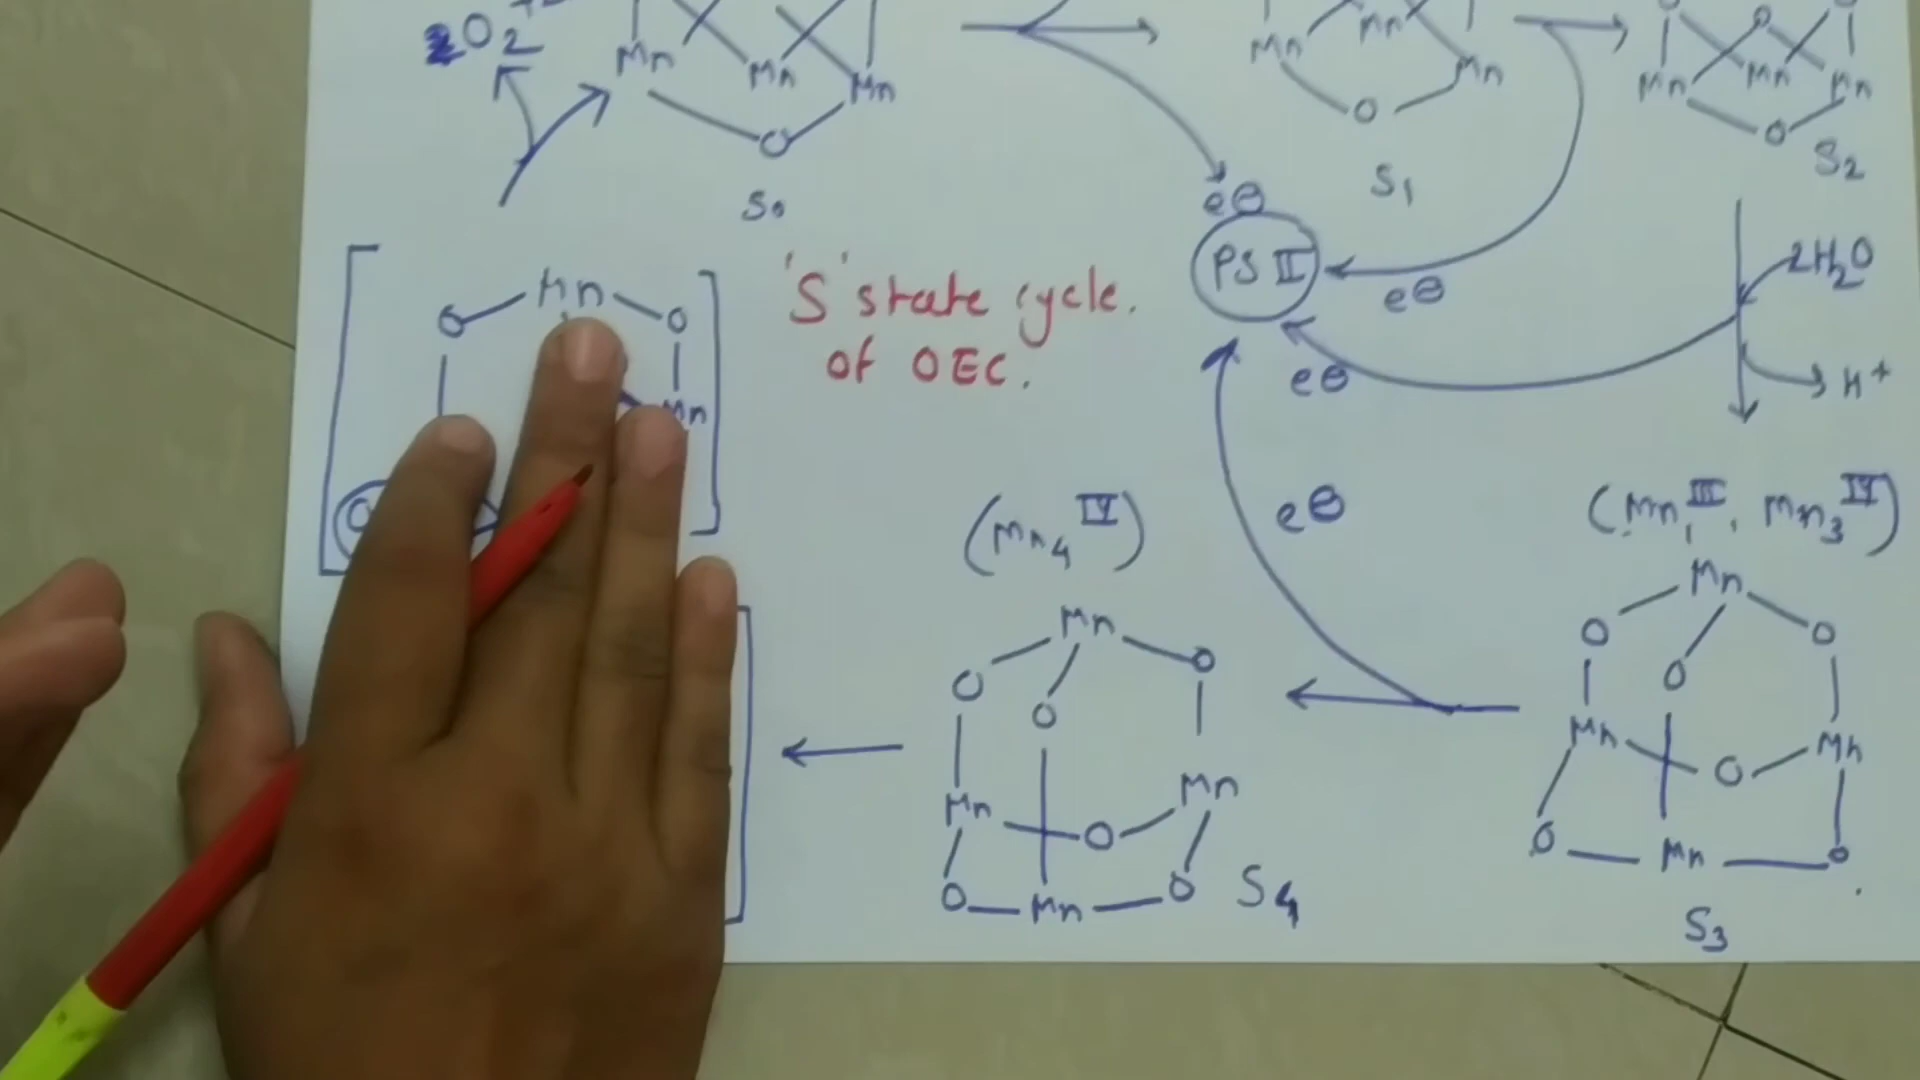 O2
Mn Mn Mn
O
S0
Mn Mn Mn
O
S1
O O O
Mn Mn Mn
O
S2
e⊖
PS II
e⊖
2H2O
e⊖
H+
'S' state cycle.
of OEC.
Mn
O O
Mn
e⊖
(Mn4 IV)
(Mn1 III, Mn3 IV)
Mn
O O
O
Mn Mn
O
O Mn O
S4
Mn
O O
O
Mn Mn
O
O Mn O
S3